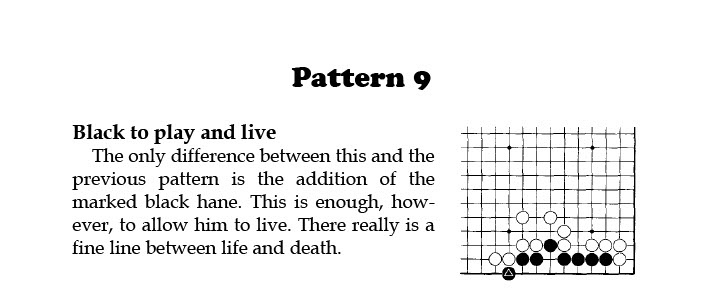 Pattern 9
Black to play and live
The only difference between this and the
previous pattern is the addition of the
marked black hane. This is enough, how-
ever, to allow him to live. There really is a
fine line between life and death.